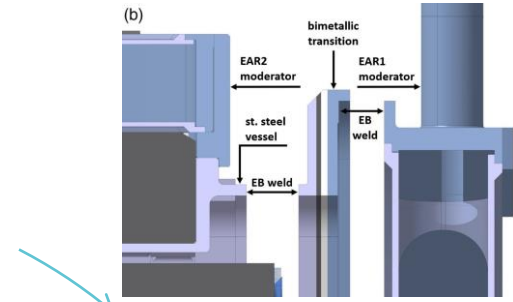 (b)
bimetallic
transition
EAR2
moderator
EAR1
moderator
st. steel
vessel
EB
weld
EB weld